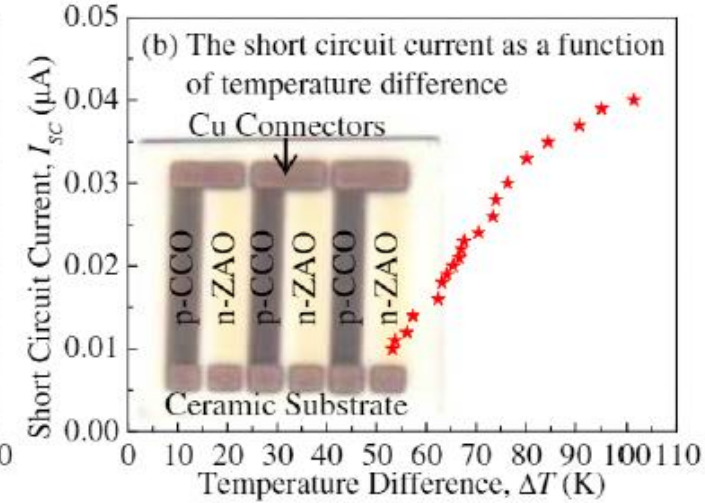 (b) The short circuit current as a function
of temperature difference
Cu Connectors
p-CCO
n-ZAO
p-CCO
n-ZAO
p-CCO
n-ZAO
Ceramic Substrate
Short Circuit Current, I_SC (μA)
0.05
0.04
0.03
0.02
0.01
0.00
0
0 10 20 30 40 50 60 70 80 90 100 110
Temperature Difference, ΔT (K)